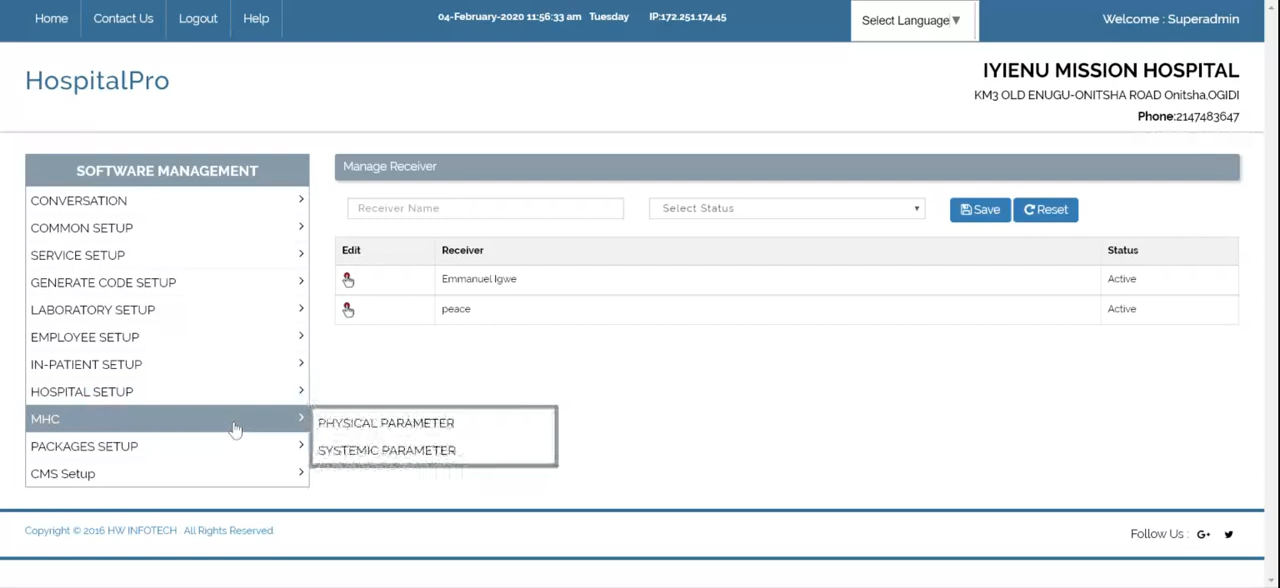 Home Contact Us Logout Help 04-February-2020 11:56:33 am Tuesday IP:172.251.174.45 Select Language▼ Welcome : Superadmin
HospitalPro
IYIENU MISSION HOSPITAL
KM3 OLD ENUGU-ONITSHA ROAD Onitsha,OGIDI
Phone:2147483647
SOFTWARE MANAGEMENT
CONVERSATION
COMMON SETUP
SERVICE SETUP
GENERATE CODE SETUP
LABORATORY SETUP
EMPLOYEE SETUP
IN-PATIENT SETUP
HOSPITAL SETUP
MHC
PACKAGES SETUP
CMS Setup
PHYSICAL PARAMETER
SYSTEMIC PARAMETER
Manage Receiver
Receiver Name Select Status Save Reset
Edit Receiver Status
Emmanuel Igwe Active
peace Active
Copyright © 2016 HW INFOTECH All Rights Reserved
Follow Us : G+